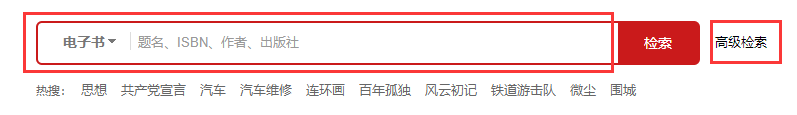 电子书 题名、ISBN、作者、出版社 检索 高级检索
热搜： 思想 共产党宣言 汽车 汽车维修 连环画 百年孤独 风云初记 铁道游击队 微尘 围城